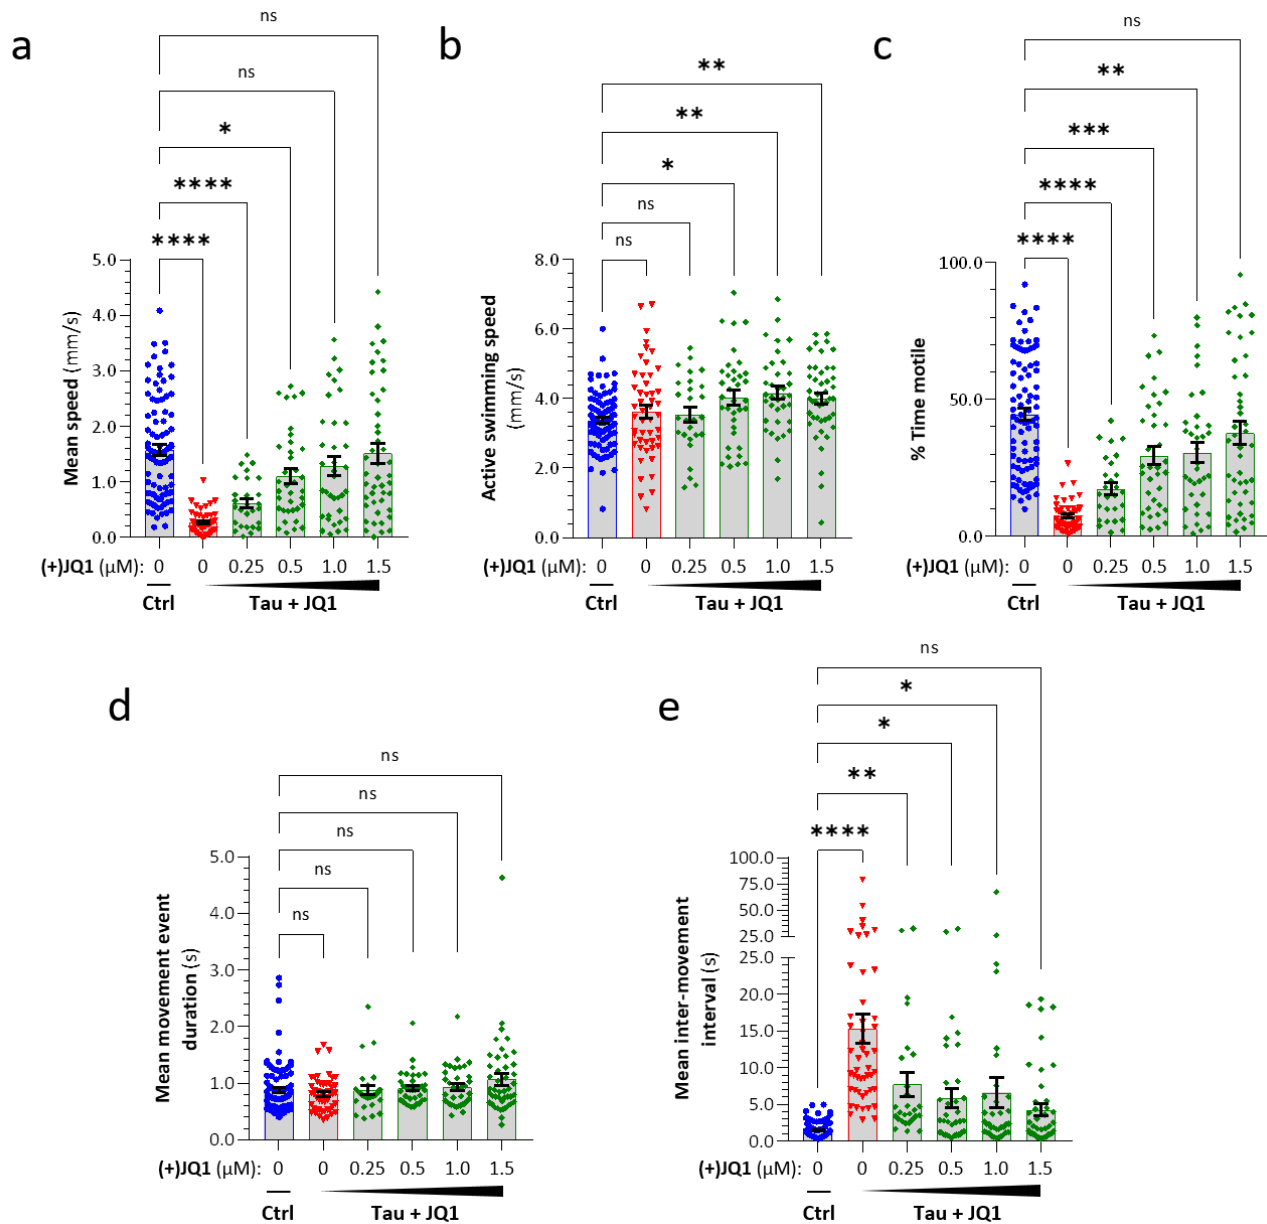 a
ns
ns
*
****
****
Mean speed (mm/s)
5.0
4.0
3.0
2.0
1.0
0.0
(+)JQ1 (μM): 0 0 0.25 0.5 1.0 1.5
Ctrl Tau + JQ1
b
**
**
*
ns
ns
Active swimming speed
(mm/s)
8.0
6.0
4.0
2.0
0.0
(+)JQ1 (μM): 0 0 0.25 0.5 1.0 1.5
Ctrl Tau + JQ1
c
ns
**
***
****
****
% Time motile
100.0
50.0
0.0
(+)JQ1 (μM): 0 0 0.25 0.5 1.0 1.5
Ctrl Tau + JQ1
d
ns
ns
ns
ns
ns
Mean movement event
duration (s)
5.0
4.0
3.0
2.0
1.0
0.0
(+)JQ1 (μM): 0 0 0.25 0.5 1.0 1.5
Ctrl Tau + JQ1
e
ns
*
*
**
****
Mean inter-movement
interval (s)
100.0
75.0
50.0
25.0
25.0
20.0
15.0
10.0
5.0
0.0
(+)JQ1 (μM): 0 0 0.25 0.5 1.0 1.5
Ctrl Tau + JQ1